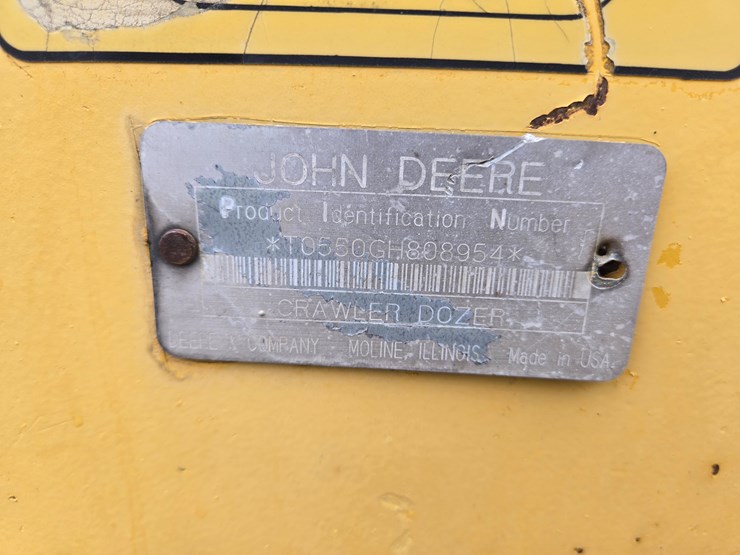 JOHN DEERE
Product Identification Number
*T0550GH808954*
CRAWLER DOZER
DEERE & COMPANY MOLINE, ILLINOIS Made in USA